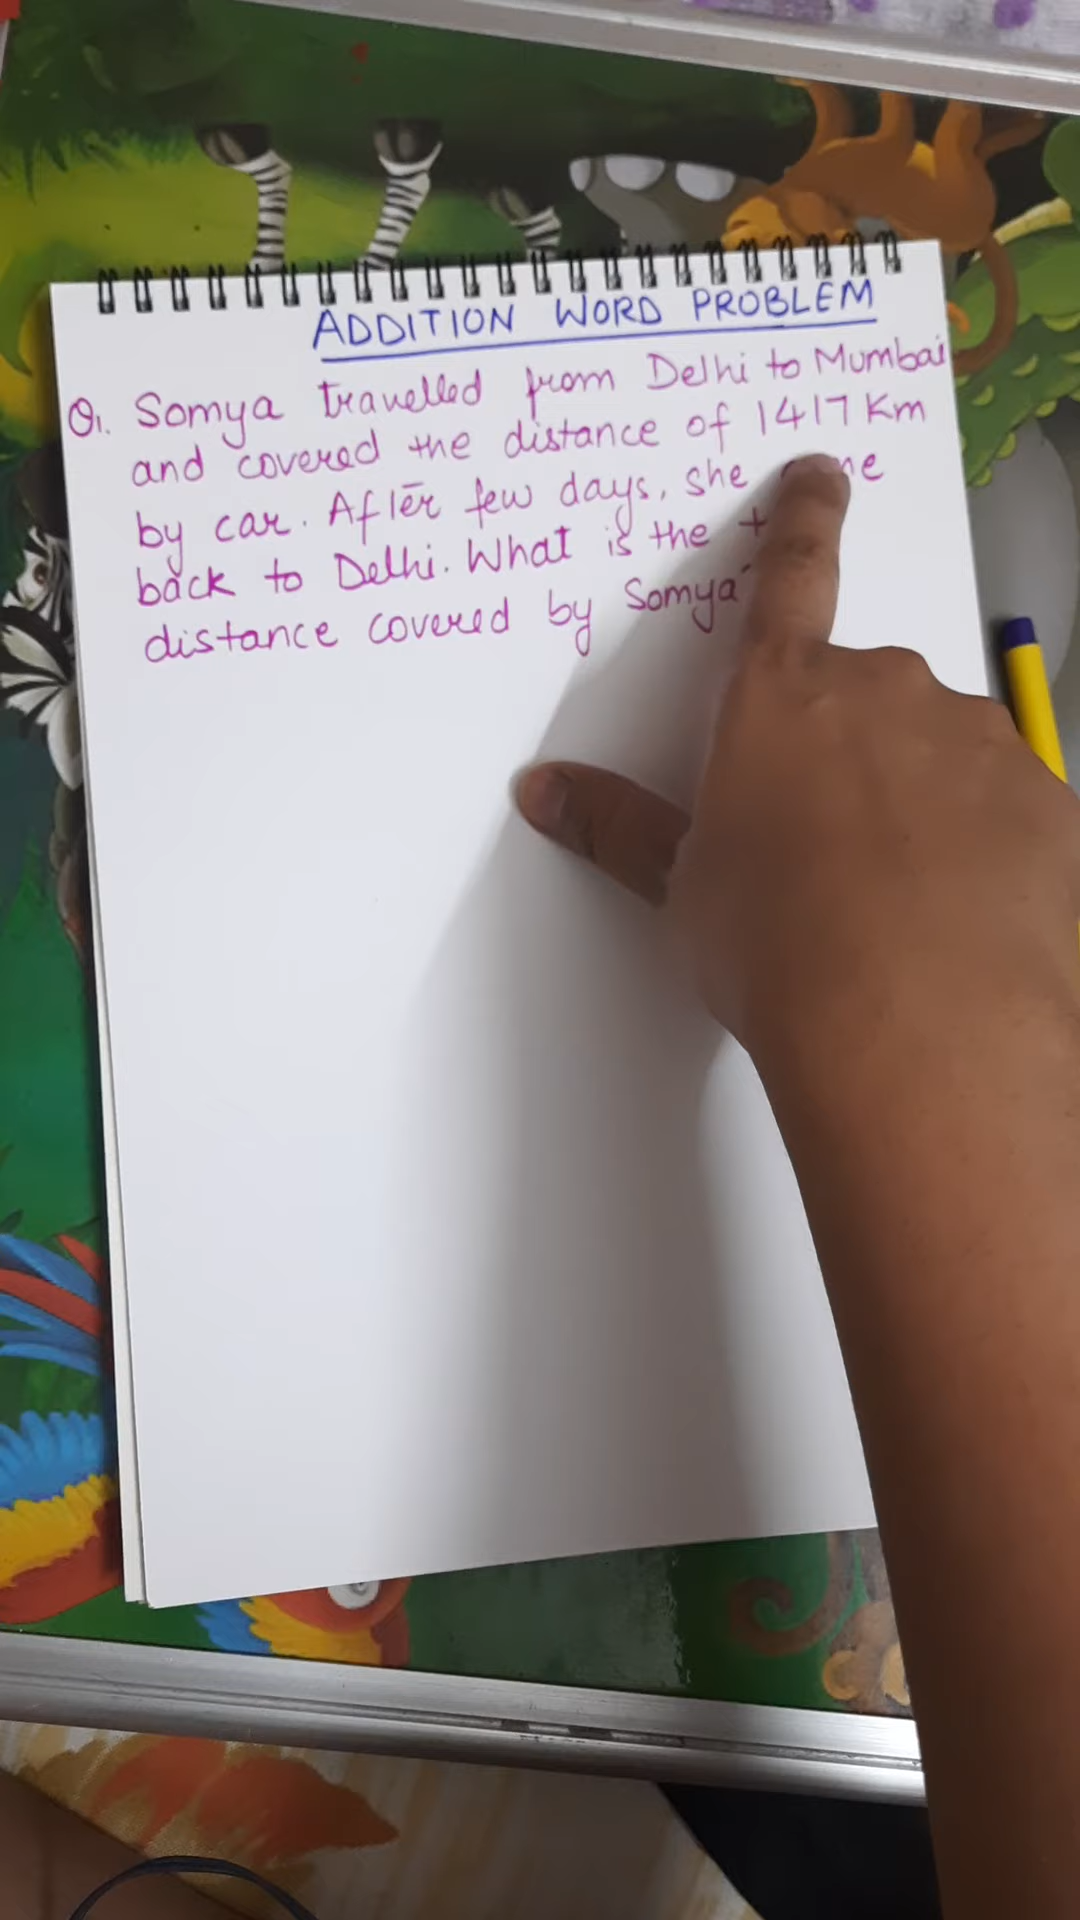 ADDITION WORD PROBLEM
Q1. Somya travelled from Delhi to Mumbai
and covered the distance of 1417 Km
by car. After few days, she
back to Delhi. What is the
distance covered by Somya